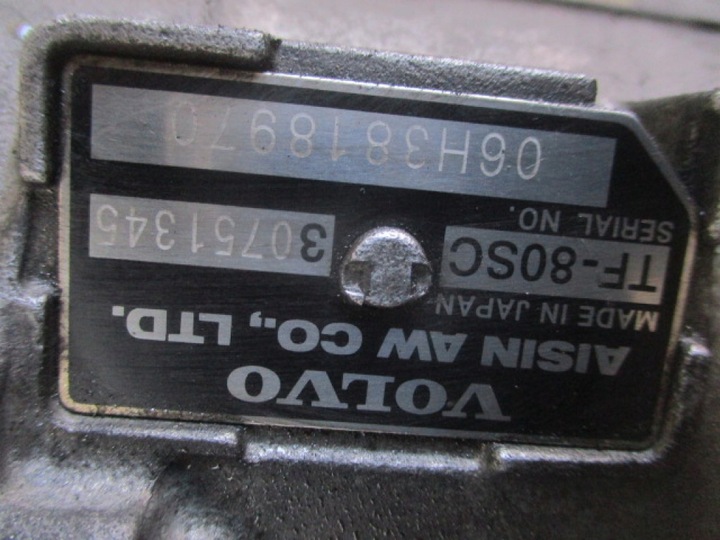 VOLVO
AISIN AW CO., LTD.
MADE IN JAPAN
TF-80SC 30751345
SERIAL NO.
06H3818970